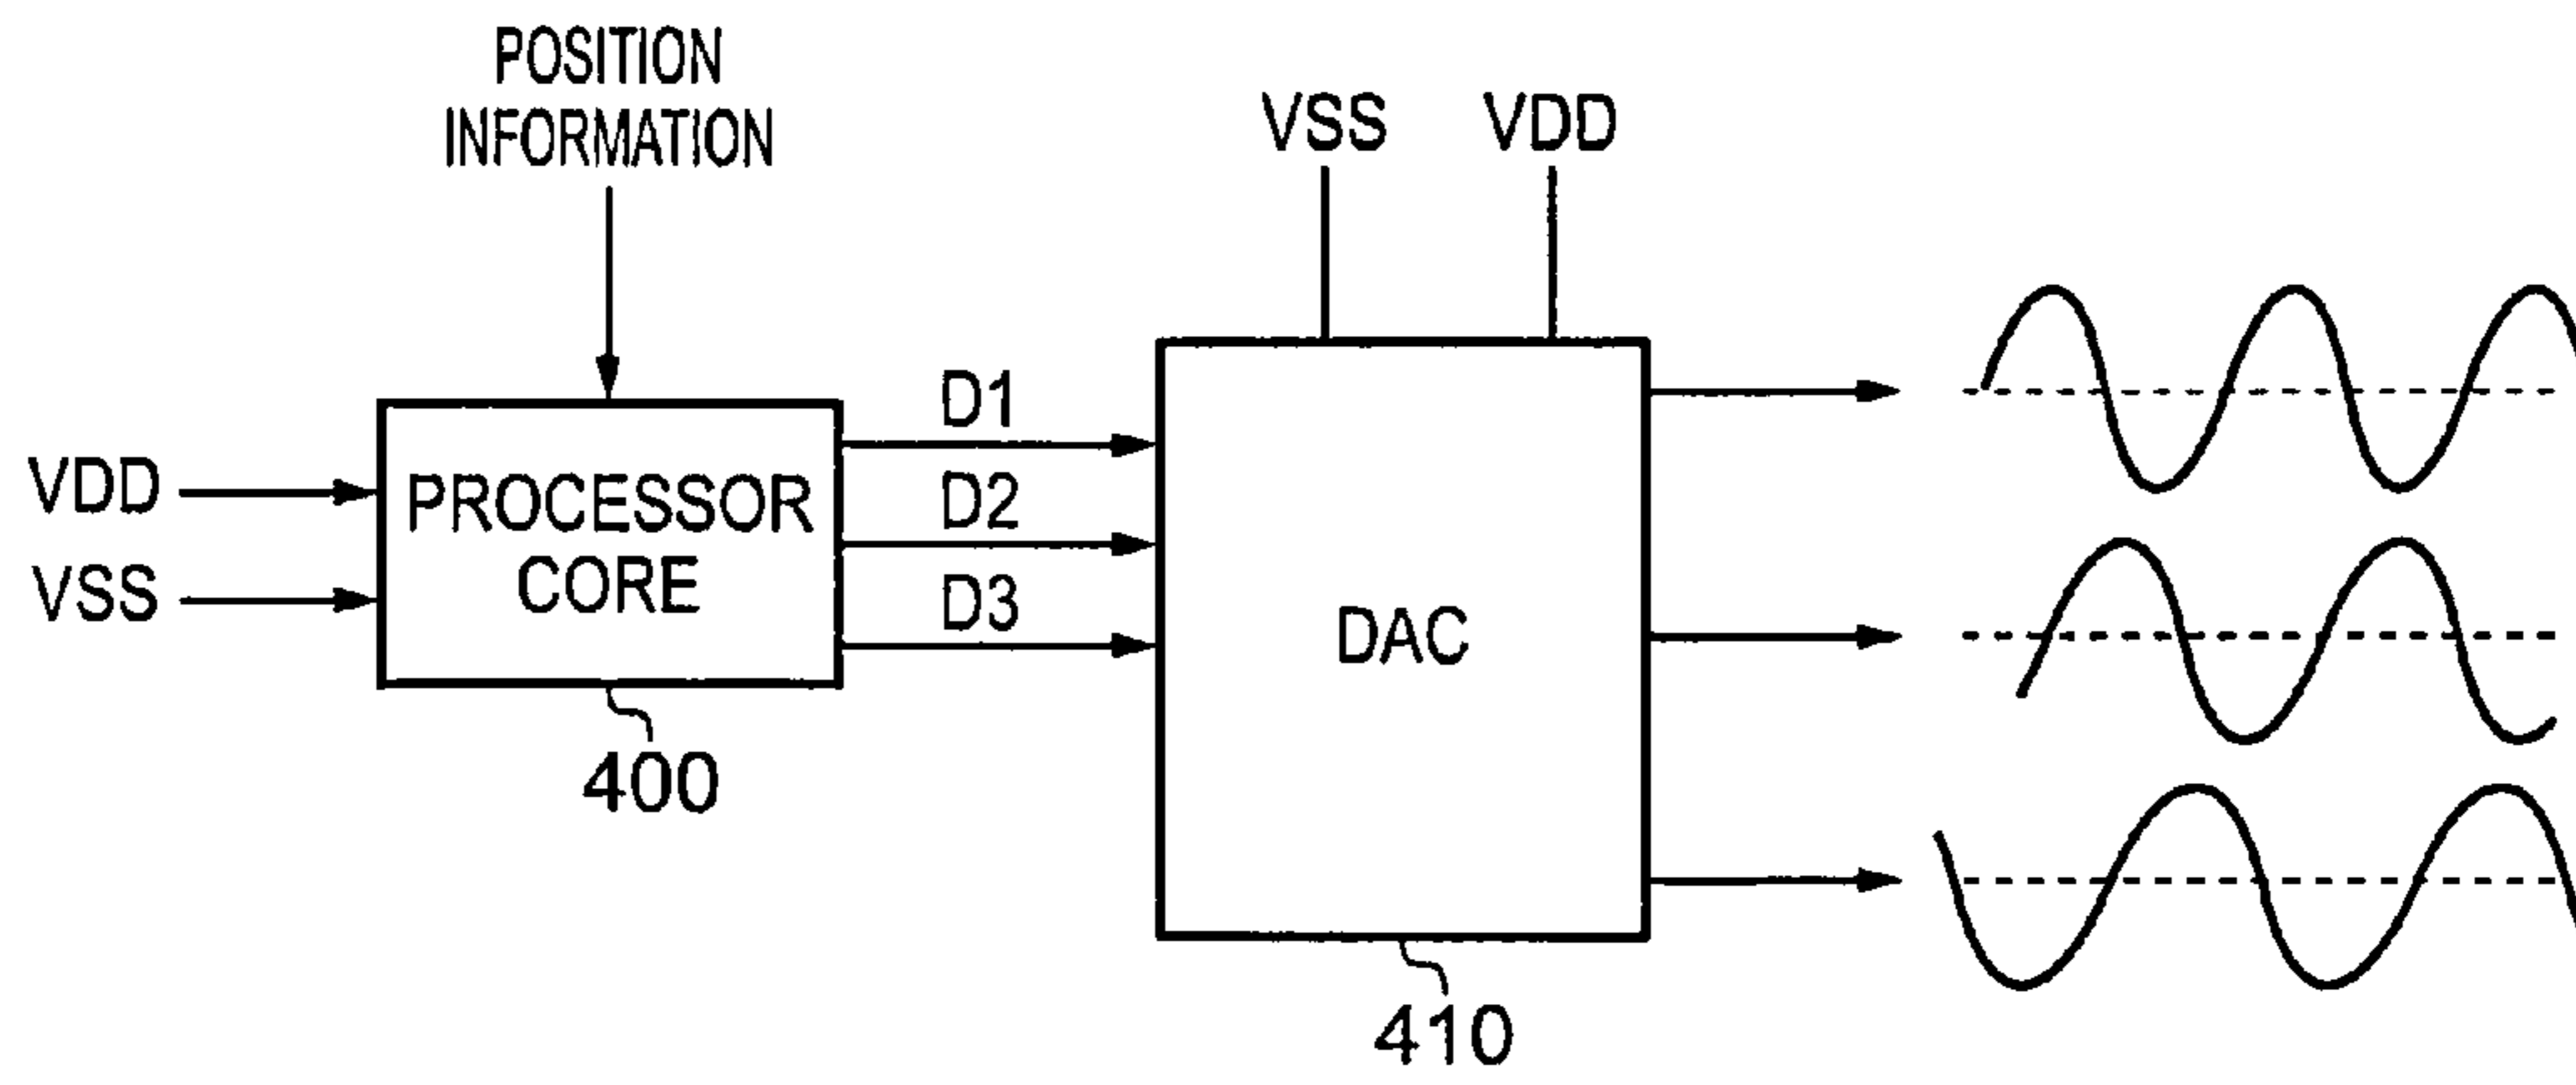 POSITION
INFORMATION
VSS
VDD
VDD
VSS
PROCESSOR
CORE
D1
D2
D3
DAC
400
410